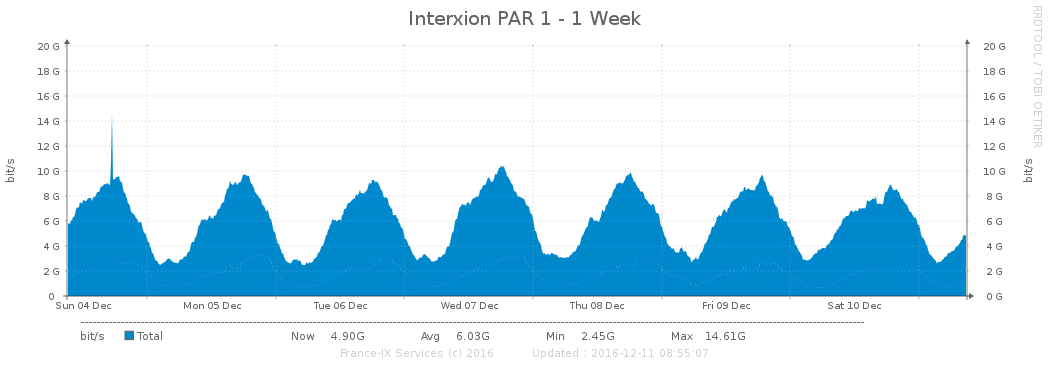 Interxion PAR 1 - 1 Week
RRDTOOL / TOBI OETIKER
bit/s
bit/s
20 G 20 G
18 G 18 G
16 G 16 G
14 G 14 G
12 G 12 G
10 G 10 G
8 G 8 G
6 G 6 G
4 G 4 G
2 G 2 G
0 0 G
Sun 04 Dec Mon 05 Dec Tue 06 Dec Wed 07 Dec Thu 08 Dec Fri 09 Dec Sat 10 Dec
bit/s Total Now 4.90G Avg 6.03G Min 2.45G Max 14.61G
France-IX Services (c) 2016 Updated : 2016-12-11 08:55:07